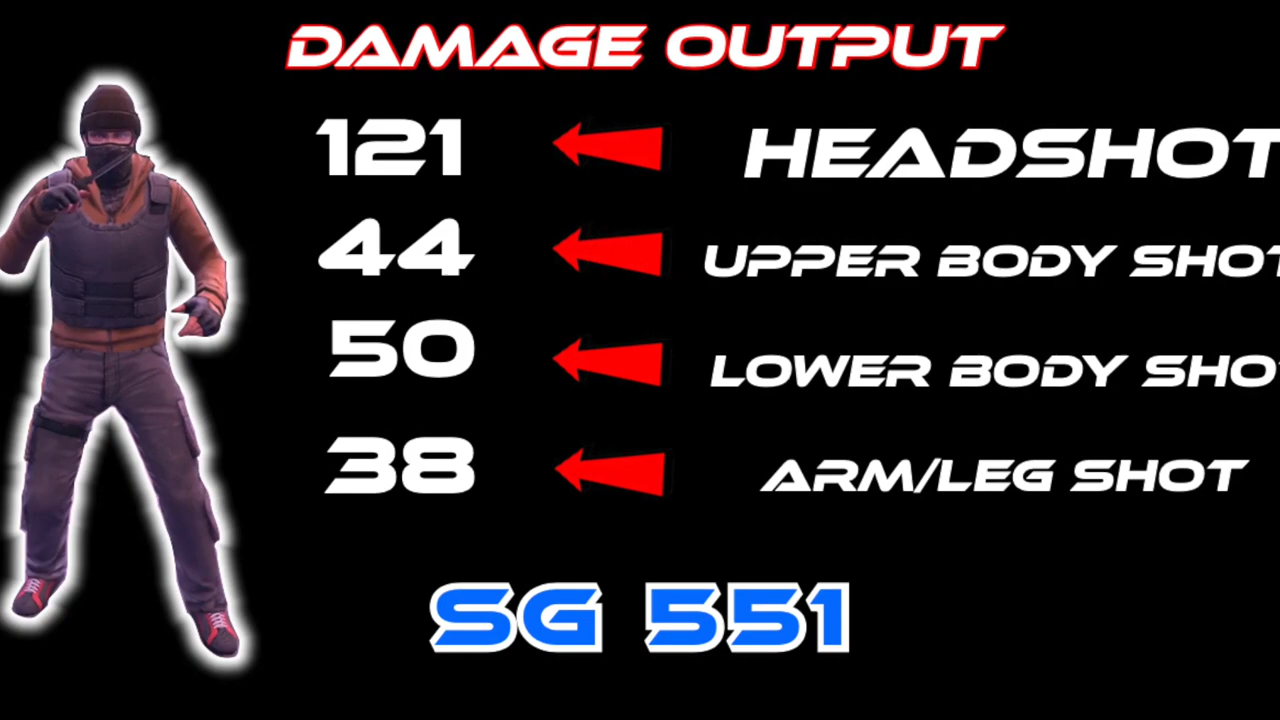 DAMAGE OUTPUT
121 HEADSHOT
44 UPPER BODY SHOT
50 LOWER BODY SHO
38 ARM/LEG SHOT
SG 551